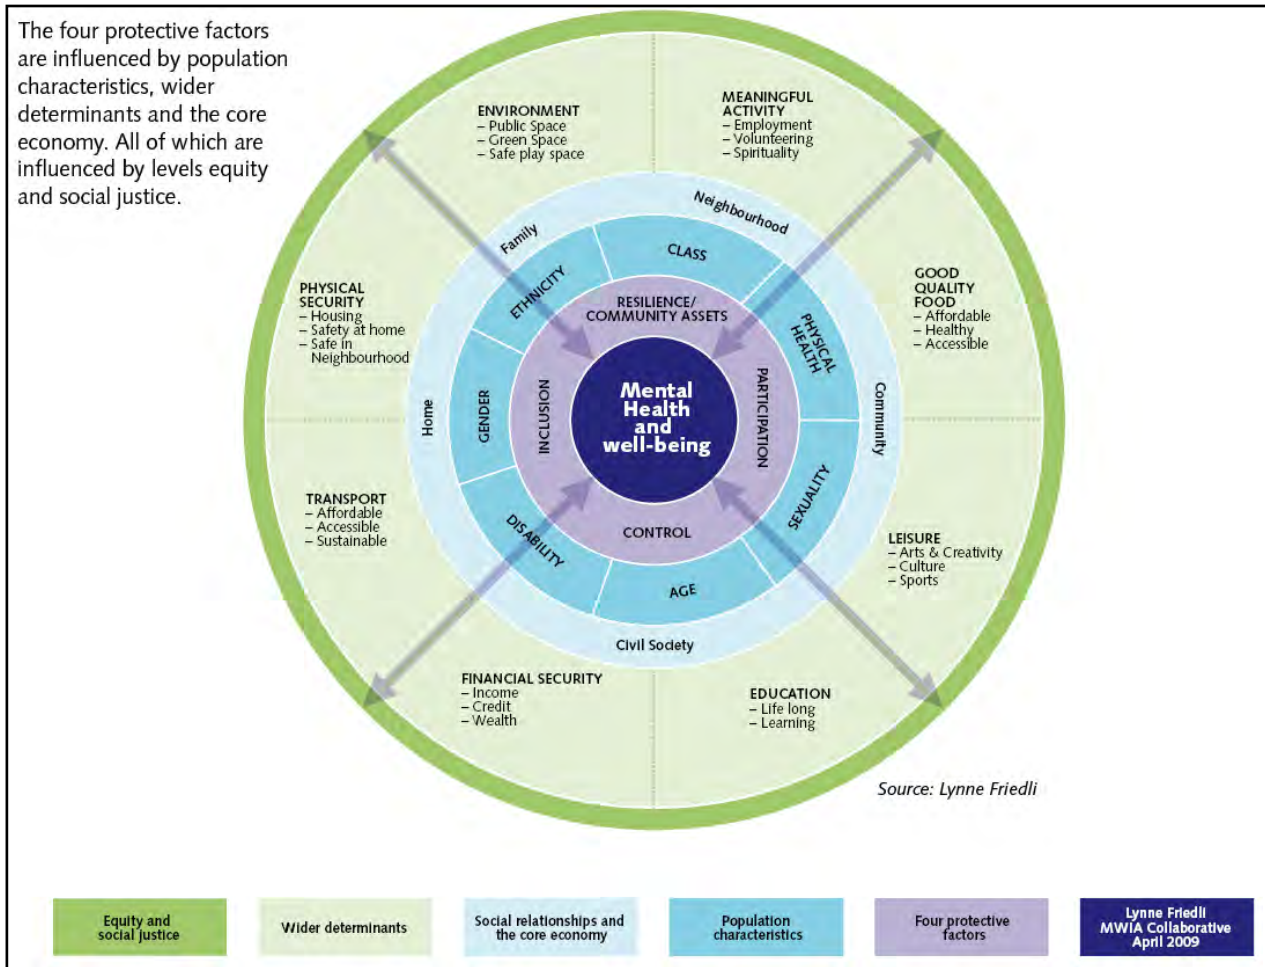 The four protective factors
are influenced by population
characteristics, wider
determinants and the core
economy. All of which are
influenced by levels equity
and social justice.
ENVIRONMENT
– Public Space
– Green Space
– Safe play space
MEANINGFUL
ACTIVITY
– Employment
– Volunteering
– Spirituality
PHYSICAL
SECURITY
– Housing
– Safety at home
– Safe in
Neighbourhood
GOOD
QUALITY
FOOD
– Affordable
– Healthy
– Accessible
TRANSPORT
– Affordable
– Accessible
– Sustainable
LEISURE
– Arts & Creativity
– Culture
– Sports
FINANCIAL SECURITY
– Income
– Credit
– Wealth
EDUCATION
– Life long
– Learning
Family
Neighbourhood
Home
Community
Civil Society
ETHNICITY
CLASS
PHYSICAL
HEALTH
GENDER
SEXUALITY
DISABILITY
AGE
RESILIENCE/
COMMUNITY ASSETS
INCLUSION
PARTICIPATION
CONTROL
Mental
Health
and
well-being
Source: Lynne Friedli
Equity and
social justice
Wider determinants
Social relationships and
the core economy
Population
characteristics
Four protective
factors
Lynne Friedli
MWIA Collaborative
April 2009